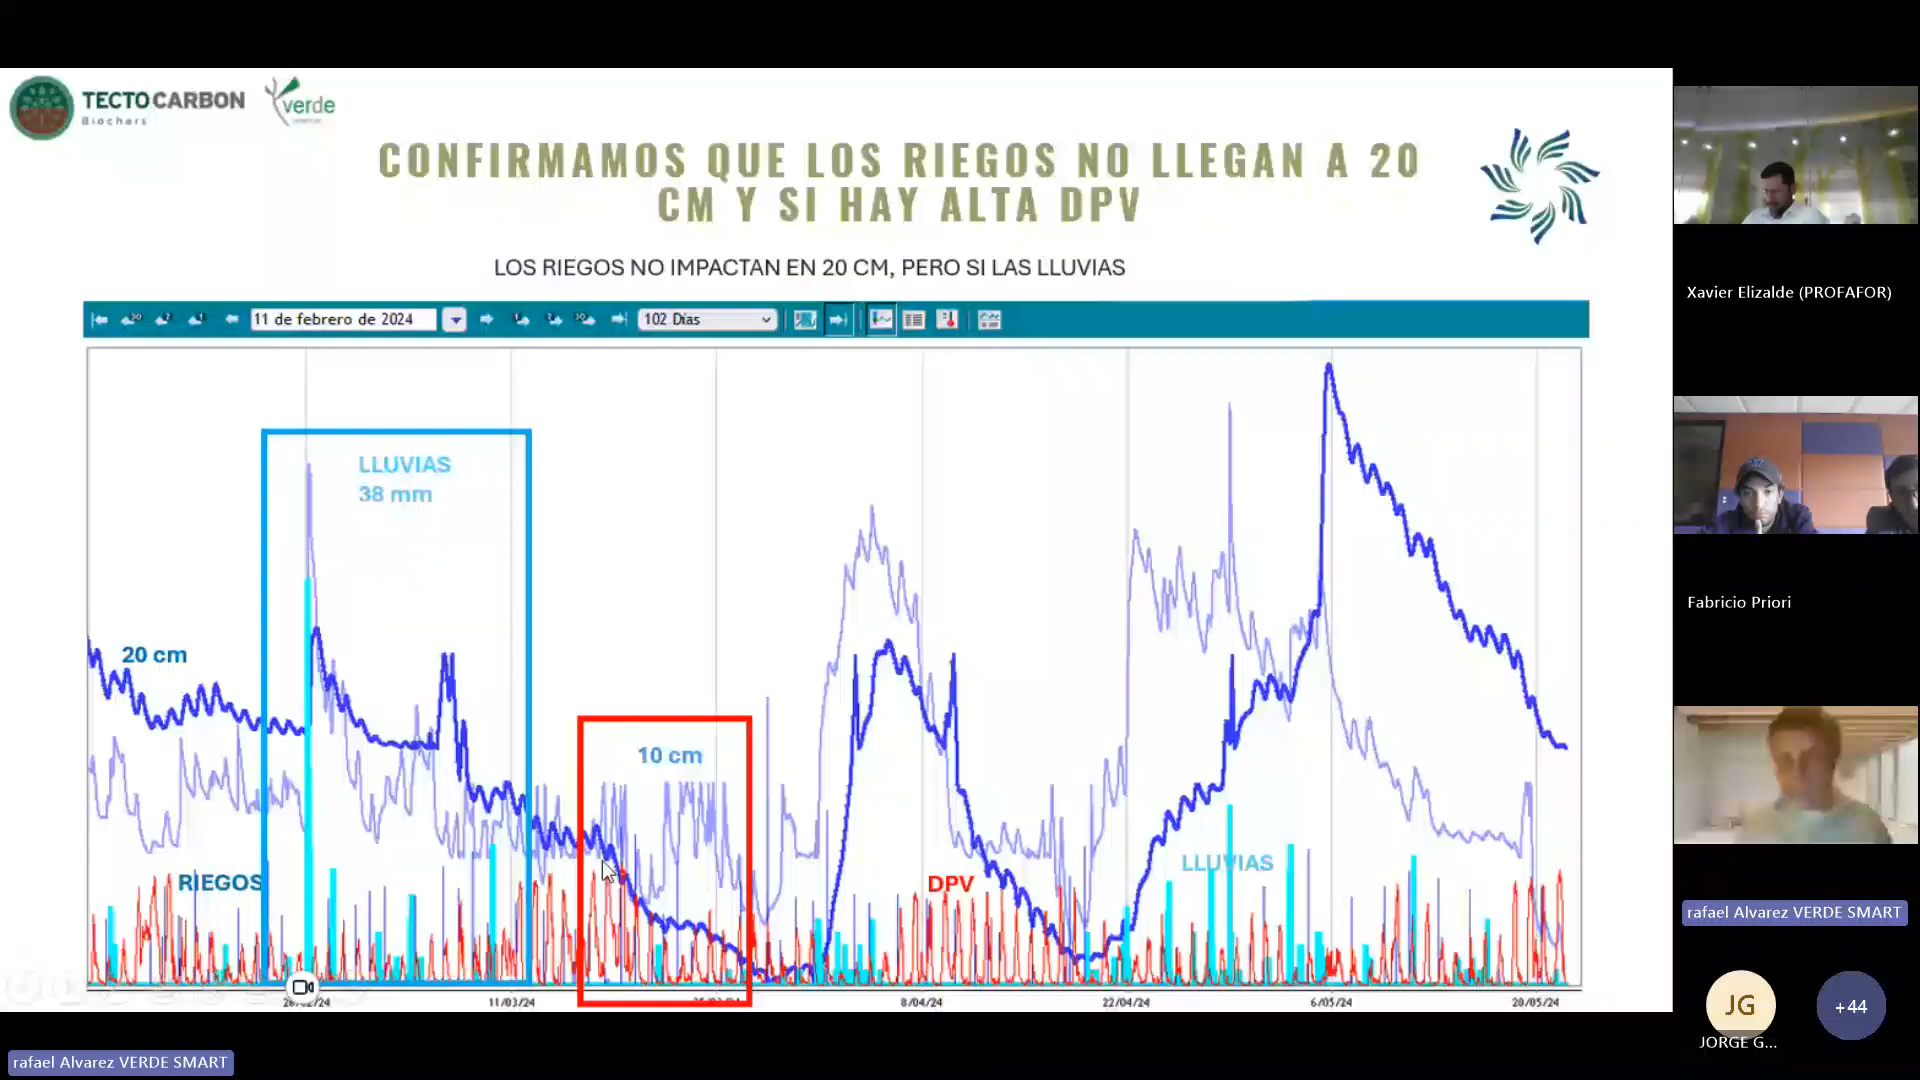 TECTO CARBON
Biochars
verde
CONFIRMAMOS QUE LOS RIEGOS NO LLEGAN A 20
CM Y SI HAY ALTA DPV
LOS RIEGOS NO IMPACTAN EN 20 CM, PERO SI LAS LLUVIAS
11 de febrero de 2024
102 Días
LLUVIAS
38 mm
20 cm
10 cm
RIEGOS
DPV
LLUVIAS
11/03/24
8/04/24
22/04/24
6/05/24
20/05/24
Xavier Elizalde (PROFAFOR)
Fabricio Priori
rafael Alvarez VERDE SMART
JG
+44
JORGE G...
rafael Alvarez VERDE SMART